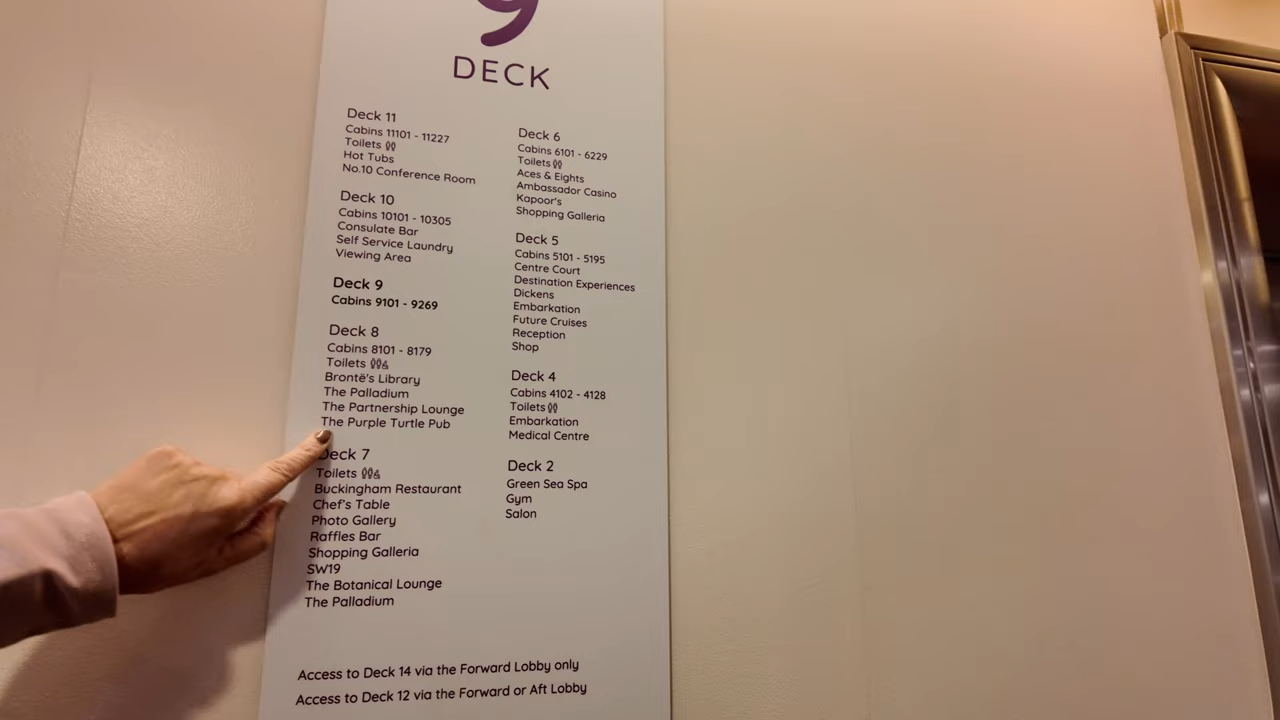 9
DECK
Deck 11
Cabins 11101 - 11227
Toilets
Hot Tubs
No.10 Conference Room
Deck 10
Cabins 10101 - 10305
Consulate Bar
Self Service Laundry
Viewing Area
Deck 9
Cabins 9101 - 9269
Deck 8
Cabins 8101 - 8179
Toilets
Brontë's Library
The Palladium
The Partnership Lounge
The Purple Turtle Pub
Deck 7
Toilets
Buckingham Restaurant
Chef's Table
Photo Gallery
Raffles Bar
Shopping Galleria
SW19
The Botanical Lounge
The Palladium
Deck 6
Cabins 6101 - 6229
Toilets
Aces & Eights
Ambassador Casino
Kapoor's
Shopping Galleria
Deck 5
Cabins 5101 - 5195
Centre Court
Destination Experiences
Dickens
Embarkation
Future Cruises
Reception
Shop
Deck 4
Cabins 4102 - 4128
Toilets
Embarkation
Medical Centre
Deck 2
Green Sea Spa
Gym
Salon
Access to Deck 14 via the Forward Lobby only
Access to Deck 12 via the Forward or Aft Lobby